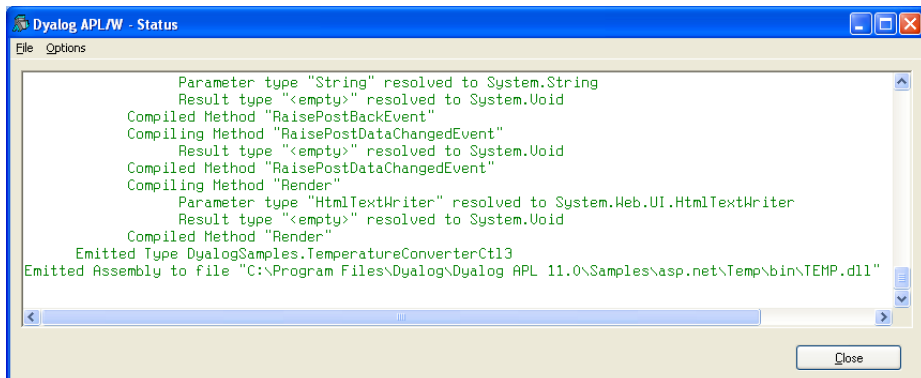 Dyalog APL/W - Status
File Options
Parameter type "String" resolved to System.String
Result type "<empty>" resolved to System.Void
Compiled Method "RaisePostBackEvent"
Compiling Method "RaisePostDataChangedEvent"
Result type "<empty>" resolved to System.Void
Compiled Method "RaisePostDataChangedEvent"
Compiling Method "Render"
Parameter type "HtmlTextWriter" resolved to System.Web.UI.HtmlTextWriter
Result type "<empty>" resolved to System.Void
Compiled Method "Render"
Emitted Type DyalogSamples.TemperatureConverterCtl3
Emitted Assembly to file "C:\Program Files\Dyalog\Dyalog APL 11.0\Samples\asp.net\Temp\bin\TEMP.dll"
Close